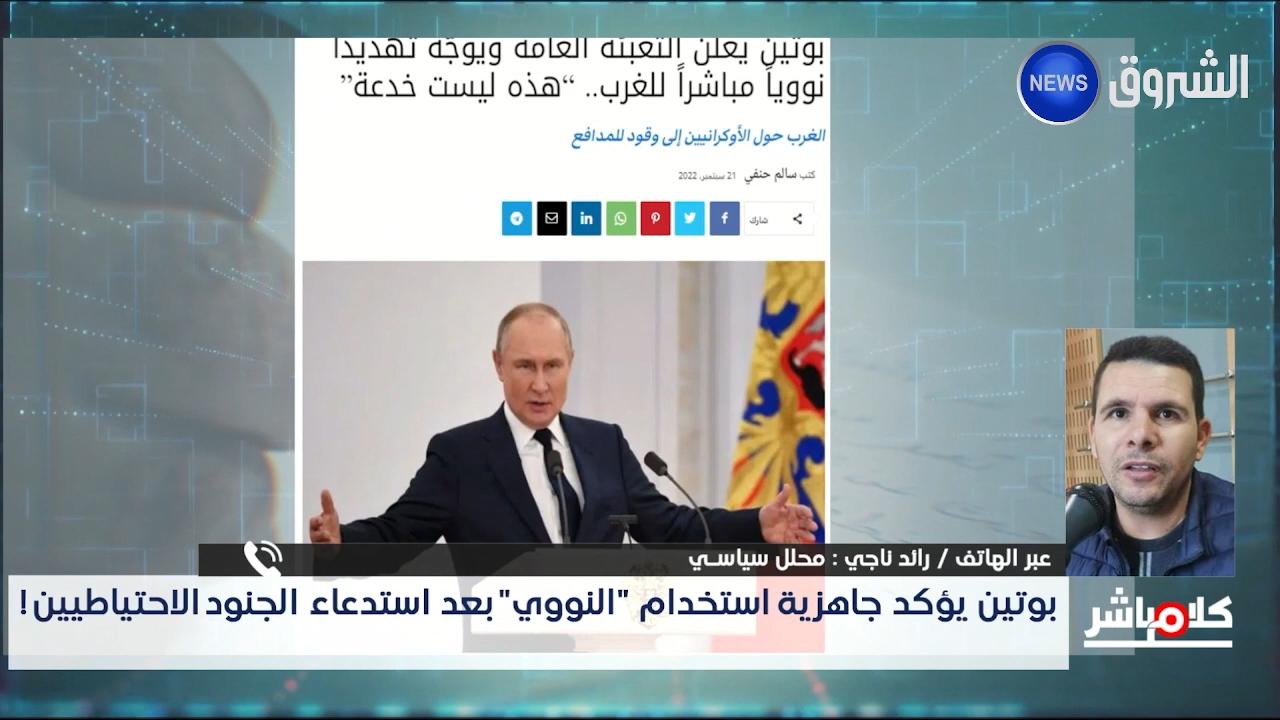 بوتين يعلن التعبئة العامة ويوجّه تهديداً
نووياً مباشراً للغرب.. “هذه ليست خدعة”
الغرب حول الأوكرانيين إلى وقود للمدافع
كتب سالم حنفي 21 سبتمبر، 2022
شارك
NEWS الشروق
عبر الهاتف / رائد ناجي : محلل سياسي
بوتين يؤكد جاهزية استخدام "النووي" بعد استدعاء الجنود الاحتياطيين !
كلام مباشر